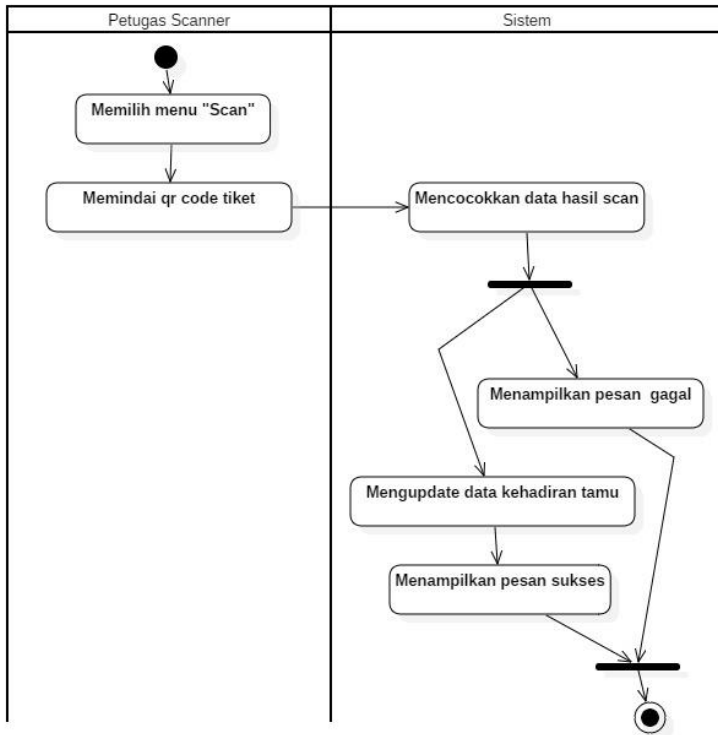 Petugas Scanner
Sistem
Memilih menu "Scan"
Memindai qr code tiket
Mencocokkan data hasil scan
Menampilkan pesan  gagal
Mengupdate data kehadiran tamu
Menampilkan pesan sukses